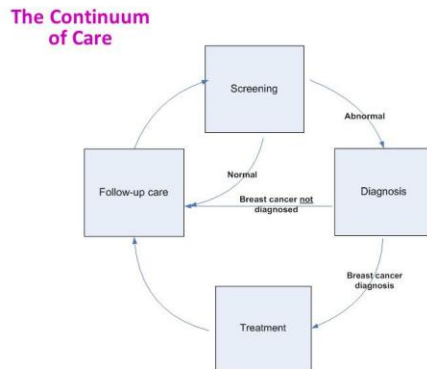 The Continuum
of Care
Screening
Abnormal
Normal
Follow-up care
Breast cancer not
diagnosed
Diagnosis
Breast cancer
diagnosis
Treatment